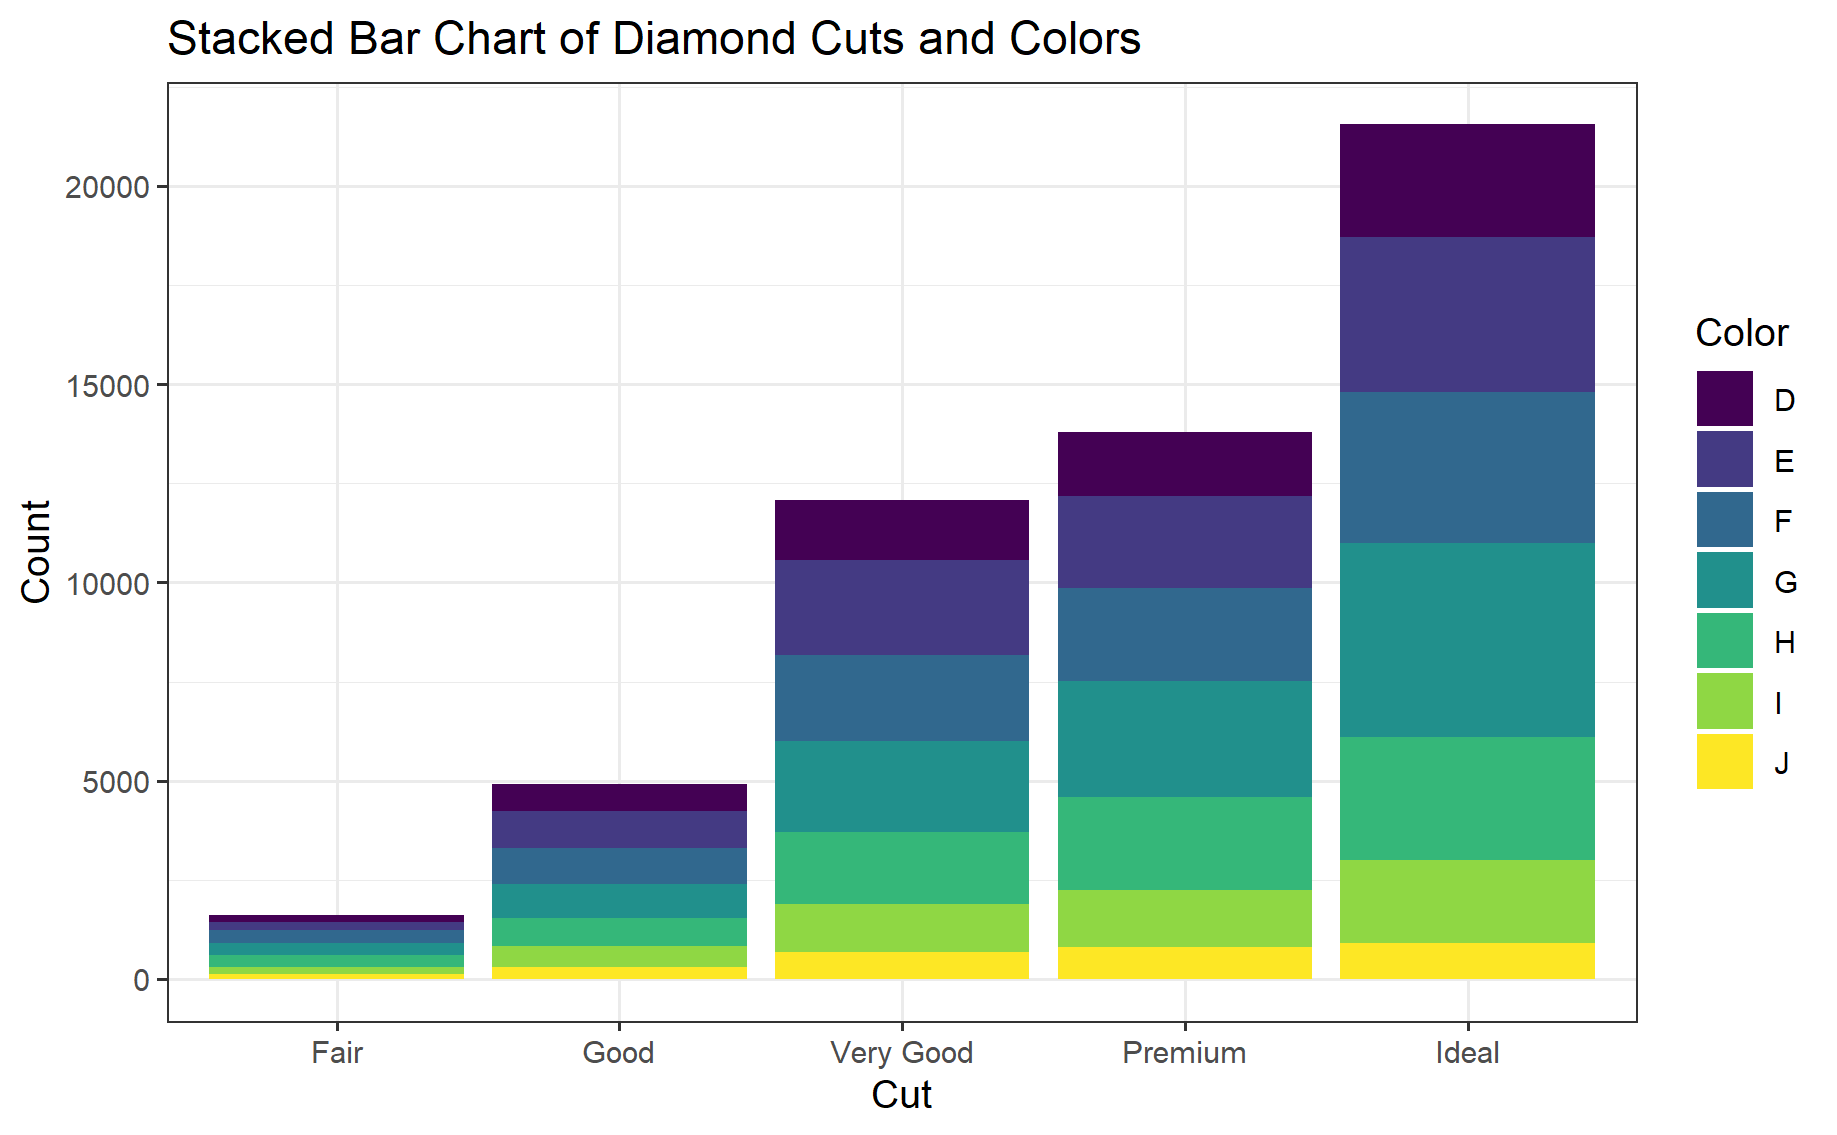 Stacked Bar Chart of Diamond Cuts and Colors
20000
15000
10000
5000
0
Count
Fair
Good
Very Good
Premium
Ideal
Cut
Color
D
E
F
G
H
I
J